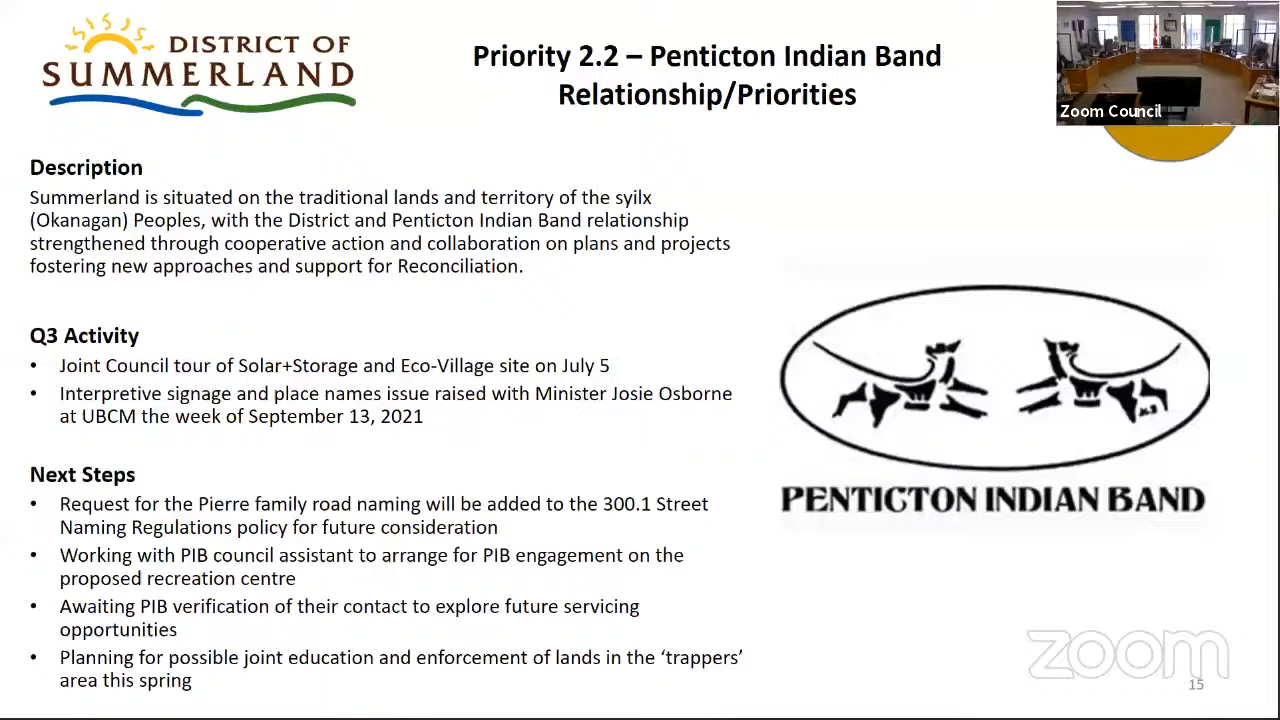 DISTRICT OF
SUMMERLAND
Priority 2.2 – Penticton Indian Band
Relationship/Priorities
Zoom Council
Description
Summerland is situated on the traditional lands and territory of the syilx
(Okanagan) Peoples, with the District and Penticton Indian Band relationship
strengthened through cooperative action and collaboration on plans and projects
fostering new approaches and support for Reconciliation.
Q3 Activity
• Joint Council tour of Solar+Storage and Eco-Village site on July 5
• Interpretive signage and place names issue raised with Minister Josie Osborne
at UBCM the week of September 13, 2021
Next Steps
• Request for the Pierre family road naming will be added to the 300.1 Street
Naming Regulations policy for future consideration
• Working with PIB council assistant to arrange for PIB engagement on the
proposed recreation centre
• Awaiting PIB verification of their contact to explore future servicing
opportunities
• Planning for possible joint education and enforcement of lands in the ‘trappers’
area this spring
PENTICTON INDIAN BAND
zoom
15